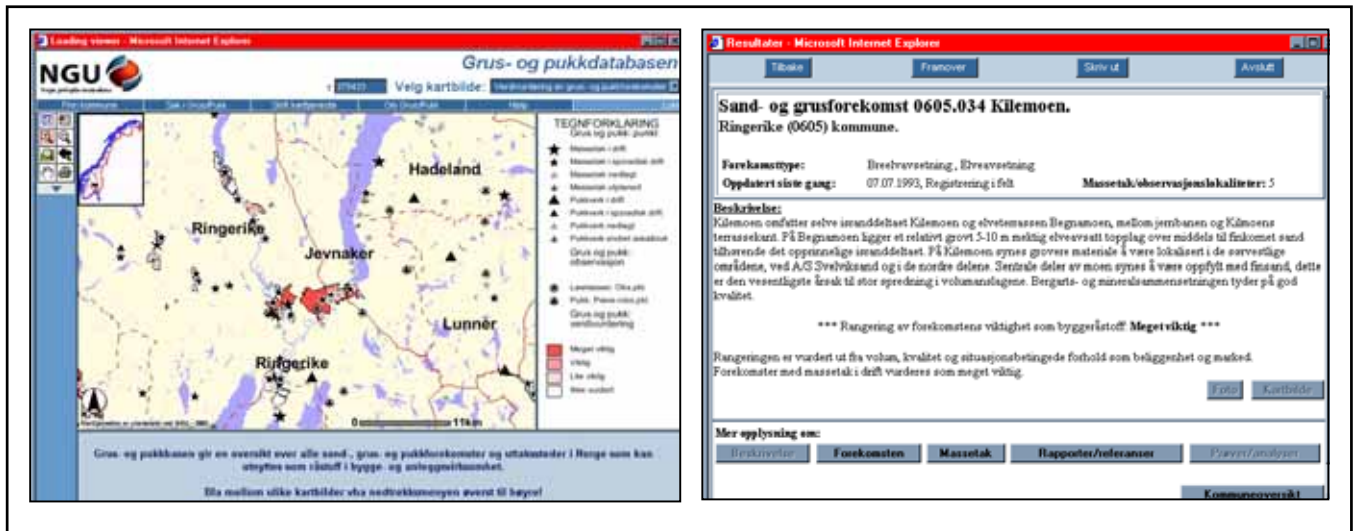 Loading viewer - Microsoft Internet Explorer
NGU
Grus- og pukkdatabasen
Velg kartbilde:
Finn kommune
Hjelp
TEGNFORKLARING
Grus og pukk: punkt
Massetak i drift
Massetak i sporadisk drift
Massetak nedlagt
Pukkverk i drift
Pukkverk i sporadisk drift
Pukkverk nedlagt
Grus og pukk:
observasjon
Grus og pukk:
Meget viktig
Viktig
Lite viktig
Ikke vurdert
Hadeland
Ringerike
Jevnaker
Lunner
Ringerike
0 11km
Grus- og pukkbasen gir en oversikt over alle sand-, grus- og pukkforekomster og uttakssteder i Norge som kan
utnyttes som råstoff i bygge- og anleggsvirksomhet.
Bla mellom ulike kartbilder vha nedtrekksmenyen øverst til høyre!
Resultater - Microsoft Internet Explorer
Tilbake Framover Skriv ut Avslutt
Sand- og grusforekomst 0605.034 Kilemoen.
Ringerike (0605) kommune.
Forekomsttype: Breelvavsetning, Elveavsetning
Oppdatert siste gang: 07.07.1993, Registrering i felt Massetak/observasjonslokaliteter: 5
Beskrivelse:
Kilemoen omfatter selve isranddeltaet Kilemoen og elveterrassen Begnamoen, mellom jernbanen og Kilmoens
terrassekant. På Begnamoen ligger et relativt grovt 5-10 m mektig elveavsatt topplag over middels til finkornet sand
tilhørende det opprinnelige isranddeltaet. På Kilemoen synes grovere materiale å være lokalisert i de sørvestlige
områdene, ved A/S Svelviksand og i de nordre delene. Sentrale deler av moen synes å være oppfylt med finsand, dette
er den vesentligste årsak til stor spredning i volumanslagene. Bergarts- og mineralsammensetningen tyder på god
kvalitet.
*** Rangering av forekomstens viktighet som byggeråstoff: Meget viktig ***
Rangeringen er vurdert ut fra volum, kvalitet og situasjonsbetingede forhold som beliggenhet og marked.
Forekomster med massetak i drift vurderes som meget viktig.
Foto Kartbilde
Mer opplysning om:
Beskrivelse Forekomsten Massetak Rapporter/referanser Prøver/analyser
Kommuneoversikt